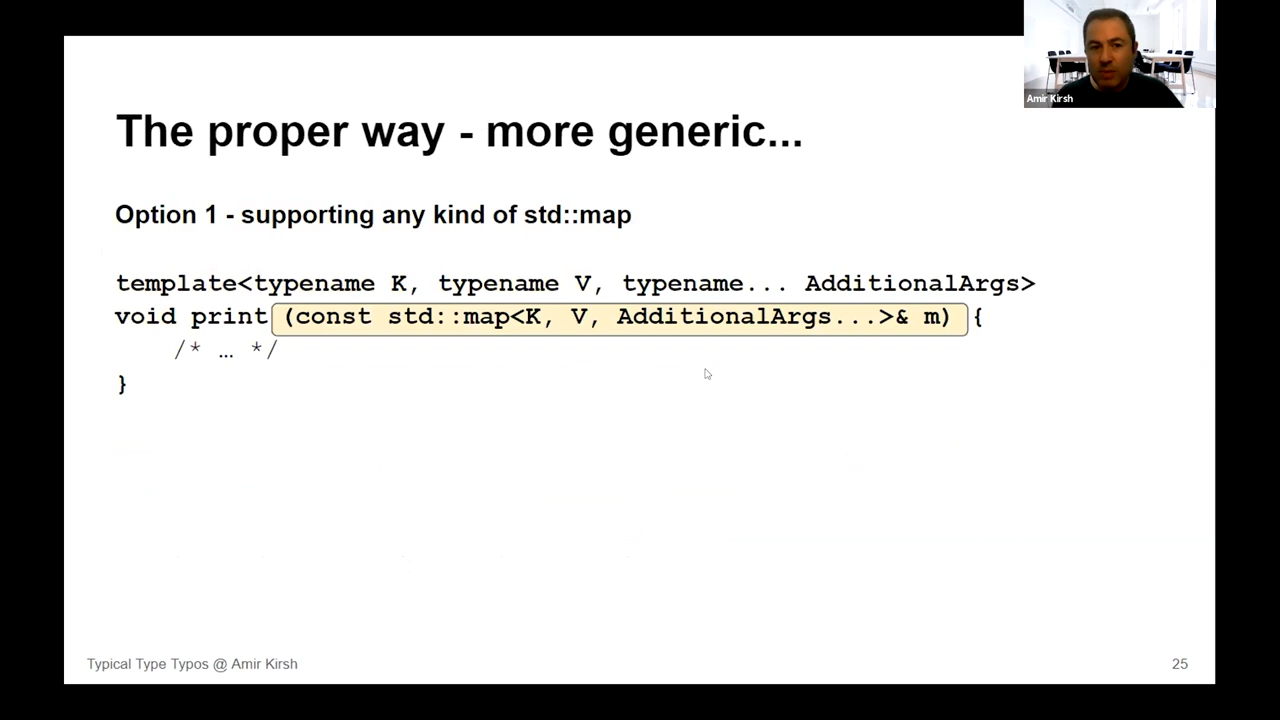 Amir Kirsh
The proper way - more generic...
Option 1 - supporting any kind of std::map
template<typename K, typename V, typename... AdditionalArgs>
void print (const std::map<K, V, AdditionalArgs...>& m) {
/* … */
}
Typical Type Typos @ Amir Kirsh
25